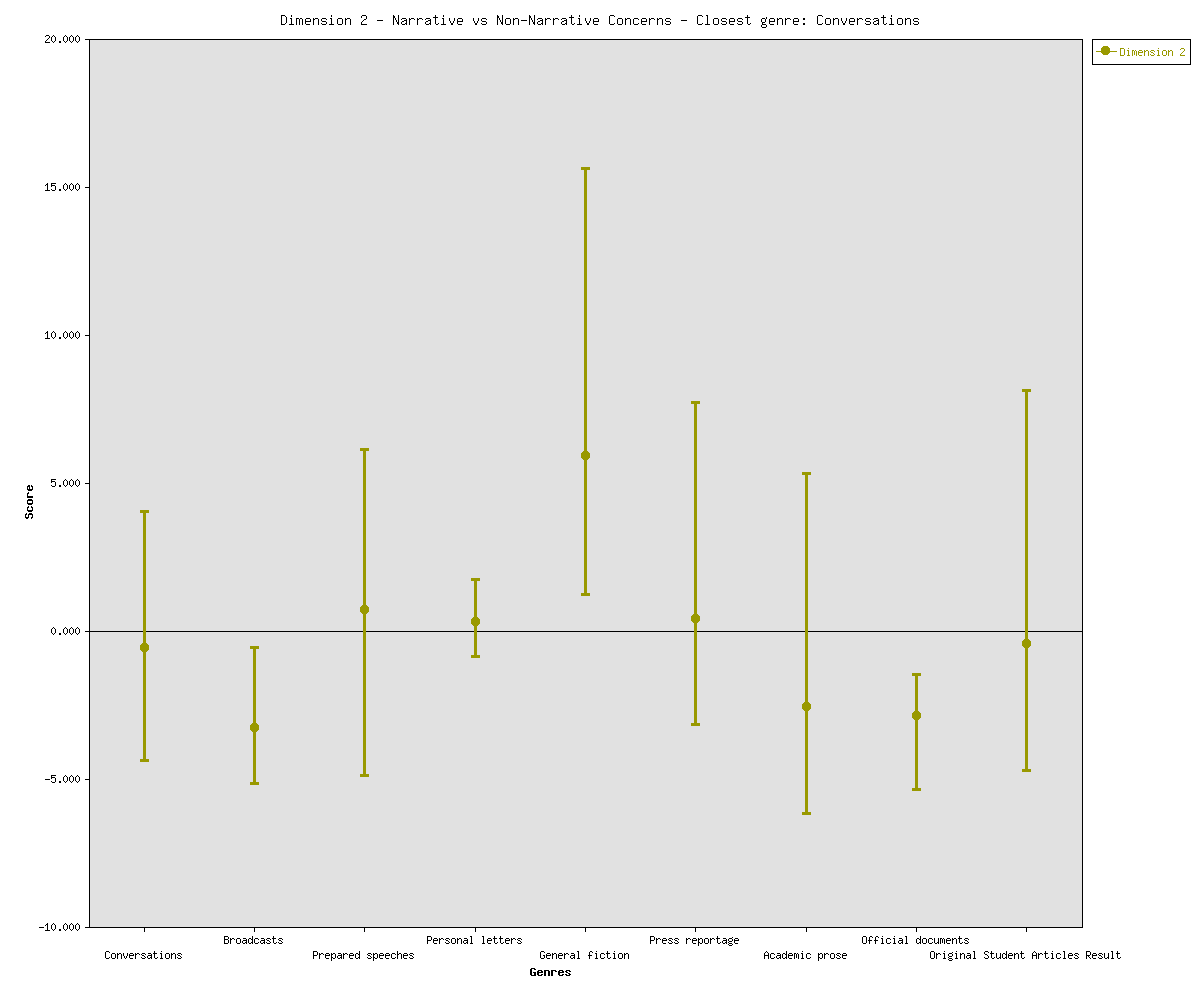 Dimension 2 - Narrative vs Non-Narrative Concerns - Closest genre: Conversations
Dimension 2
20.000
15.000
10.000
5.000
0.000
-5.000
-10.000
Score
Broadcasts
Personal letters
Press reportage
Official documents
Conversations
Prepared speeches
General fiction
Academic prose
Original Student Articles Result
Genres